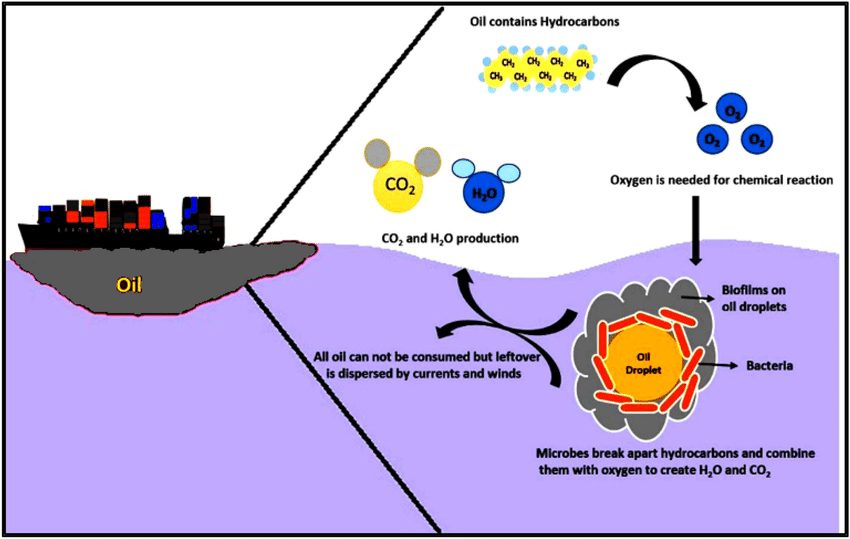 Oil contains Hydrocarbons
CH₂ CH₂ CH₂ CH₃
CH₃ CH₂ CH₂ CH₂
O₂
O₂ O₂
CO₂
H₂O
Oxygen is needed for chemical reaction
CO₂ and H₂O production
Oil
Biofilms on
oil droplets
All oil can not be consumed but leftover
is dispersed by currents and winds
Oil
Droplet
Bacteria
Microbes break apart hydrocarbons and combine
them with oxygen to create H₂O and CO₂